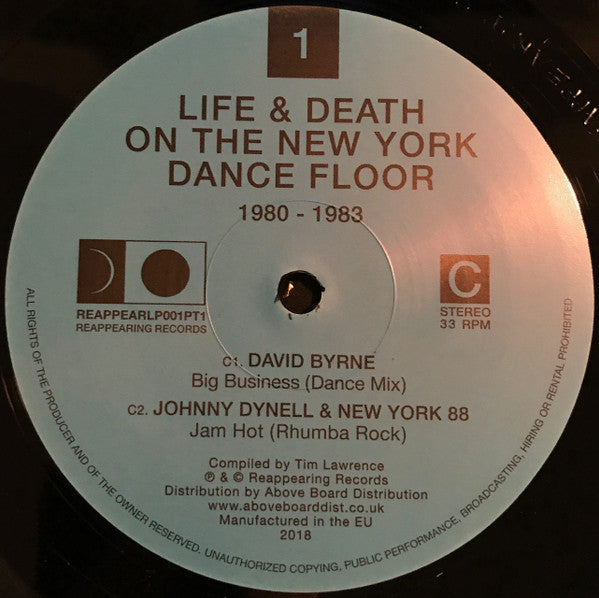 1
LIFE & DEATH
ON THE NEW YORK
DANCE FLOOR
1980 - 1983
REAPPEARLP001PT1
REAPPEARING RECORDS
C
STEREO
33 RPM
C1. DAVID BYRNE
Big Business (Dance Mix)
C2. JOHNNY DYNELL & NEW YORK 88
Jam Hot (Rhumba Rock)
Compiled by Tim Lawrence
℗ & © Reappearing Records
Distribution by Above Board Distribution
www.aboveboarddist.co.uk
Manufactured in the EU
2018
ALL RIGHTS OF THE PRODUCER AND OF THE OWNER RESERVED. UNAUTHORIZED COPYING, PUBLIC PERFORMANCE, BROADCASTING, HIRING OR RENTAL PROHIBITED